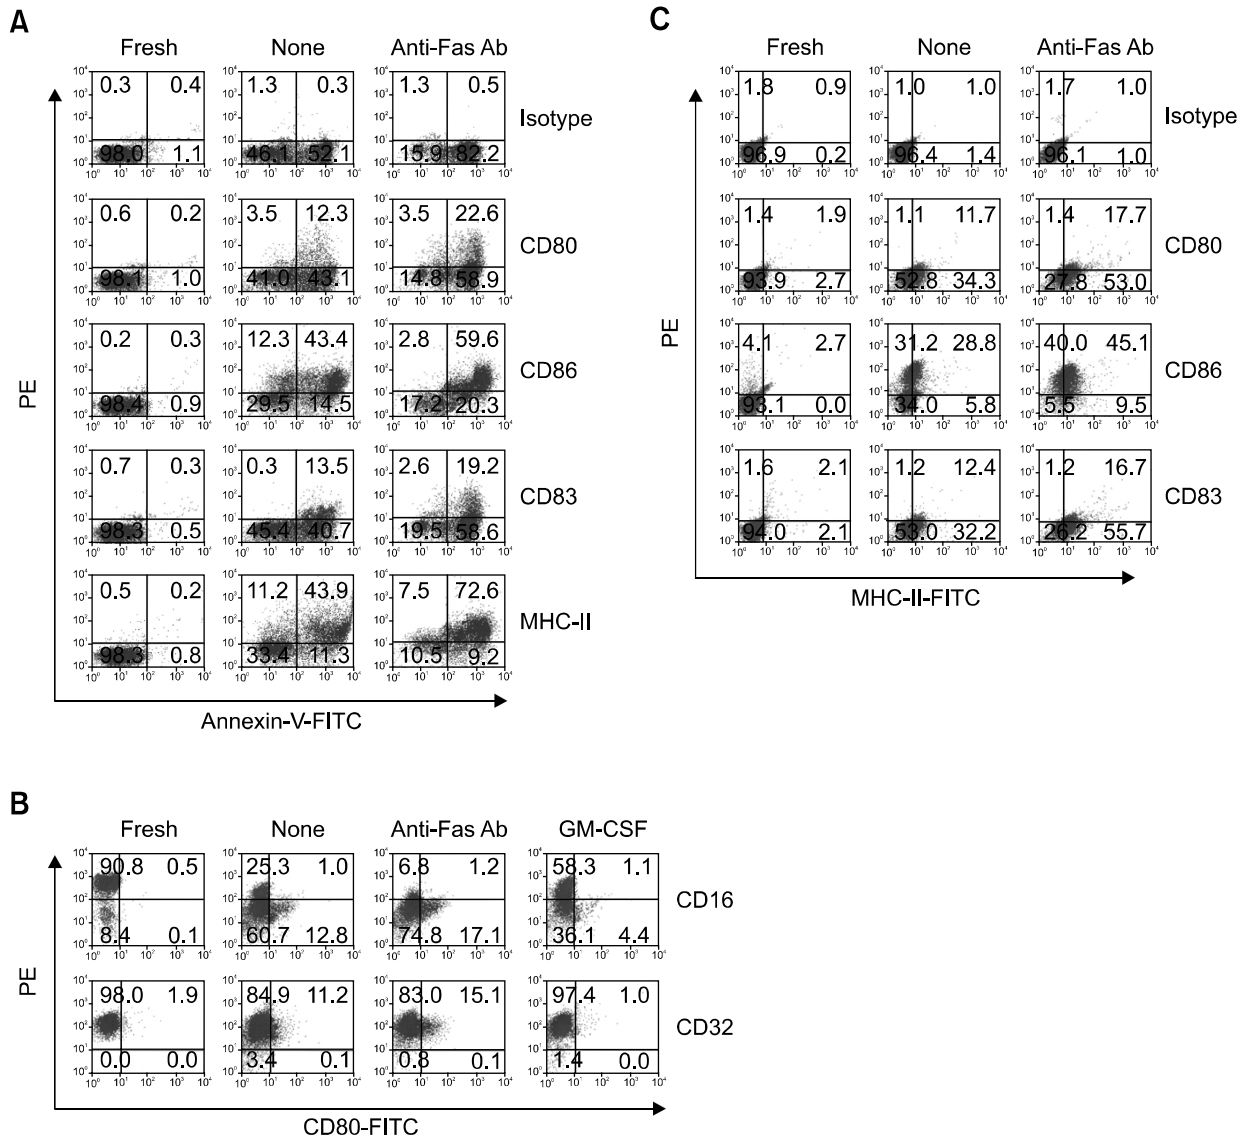 A
Fresh None Anti-Fas Ab
0.3 0.4 1.3 0.3 1.3 0.5
Isotype
98.0 1.1 46.1 52.1 15.9 82.2
0.6 0.2 3.5 12.3 3.5 22.6
CD80
98.1 1.0 41.0 43.1 14.8 58.9
0.2 0.3 12.3 43.4 2.8 59.6
CD86
98.4 0.9 29.5 14.5 17.2 20.3
0.7 0.3 0.3 13.5 2.6 19.2
CD83
98.3 0.5 45.4 40.7 19.5 58.6
0.5 0.2 11.2 43.9 7.5 72.6
MHC-II
98.3 0.8 33.4 11.3 10.5 9.2
PE
Annexin-V-FITC
C
Fresh None Anti-Fas Ab
1.8 0.9 1.0 1.0 1.7 1.0
Isotype
96.9 0.2 96.4 1.4 96.1 1.0
1.4 1.9 1.1 11.7 1.4 17.7
CD80
93.9 2.7 52.8 34.3 27.8 53.0
4.1 2.7 31.2 28.8 40.0 45.1
CD86
93.1 0.0 34.0 5.8 5.5 9.5
1.6 2.1 1.2 12.4 1.2 16.7
CD83
94.0 2.1 53.0 32.2 26.2 55.7
PE
MHC-II-FITC
B
Fresh None Anti-Fas Ab GM-CSF
90.8 0.5 25.3 1.0 6.8 1.2 58.3 1.1
CD16
8.4 0.1 60.7 12.8 74.8 17.1 36.1 4.4
98.0 1.9 84.9 11.2 83.0 15.1 97.4 1.0
CD32
0.0 0.0 3.4 0.1 0.8 0.1 1.4 0.0
PE
CD80-FITC